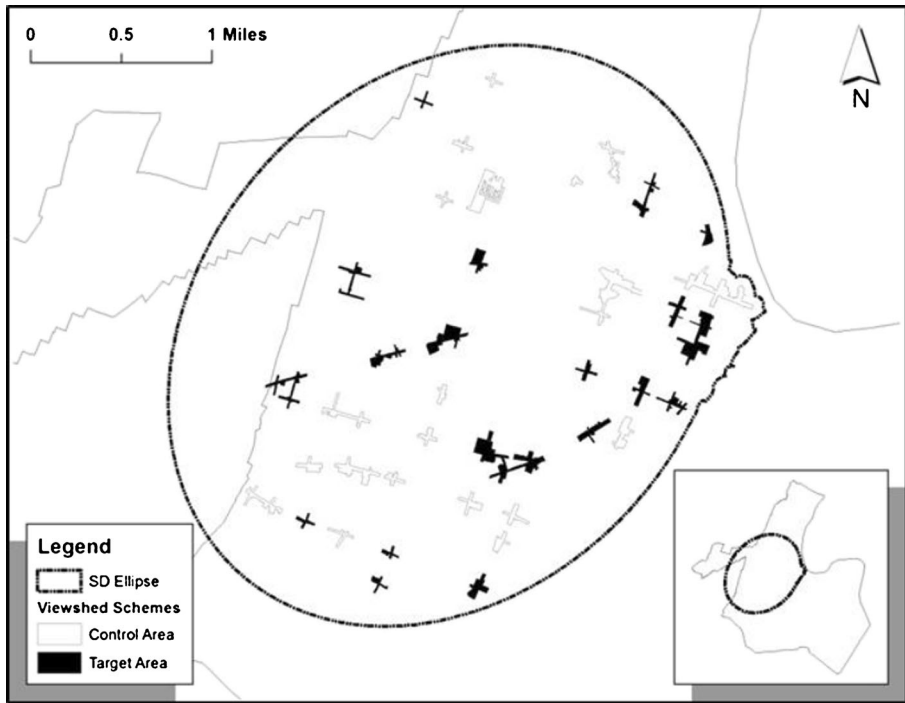 0 0.5 1 Miles
N
Legend
SD Ellipse
Viewshed Schemes
Control Area
Target Area